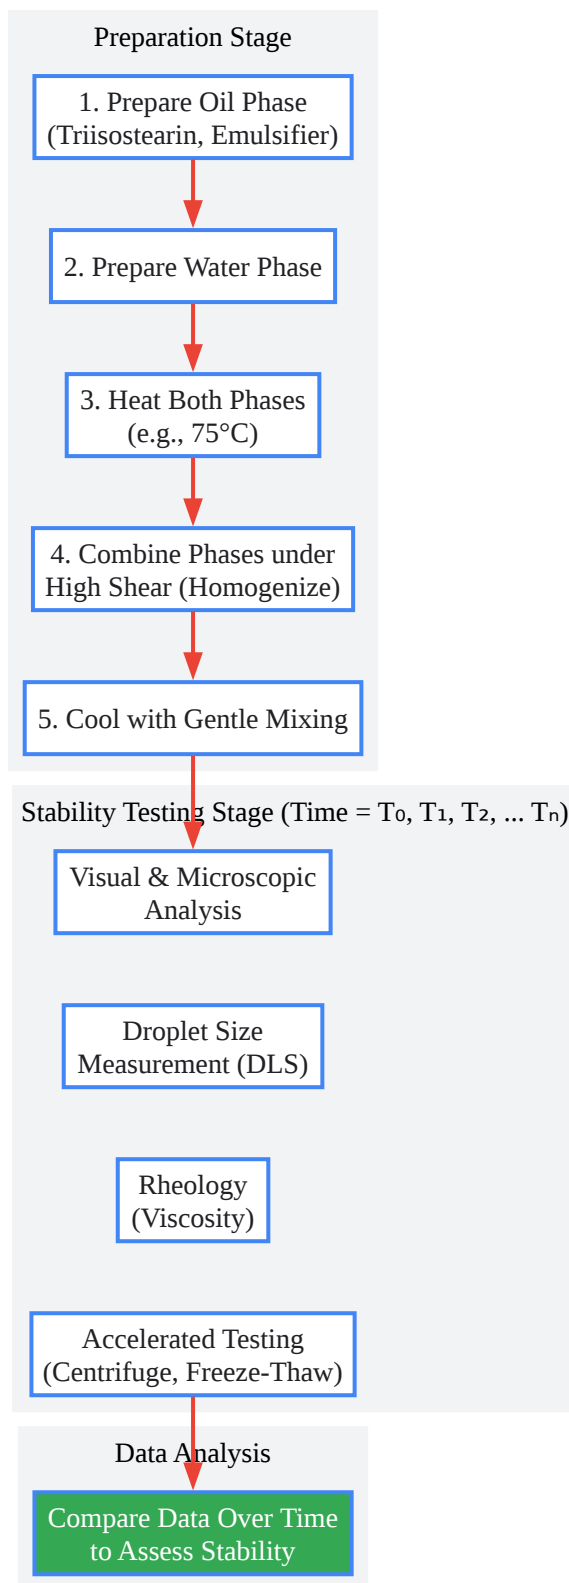 Preparation Stage
1. Prepare Oil Phase
(Triisostearin, Emulsifier)
2. Prepare Water Phase
3. Heat Both Phases
(e.g., 75°C)
4. Combine Phases under
High Shear (Homogenize)
5. Cool with Gentle Mixing
Stability Testing Stage (Time = T₀, T₁, T₂, ... Tₙ)
Visual & Microscopic
Analysis
Droplet Size
Measurement (DLS)
Rheology
(Viscosity)
Accelerated Testing
(Centrifuge, Freeze-Thaw)
Data Analysis
Compare Data Over Time
to Assess Stability